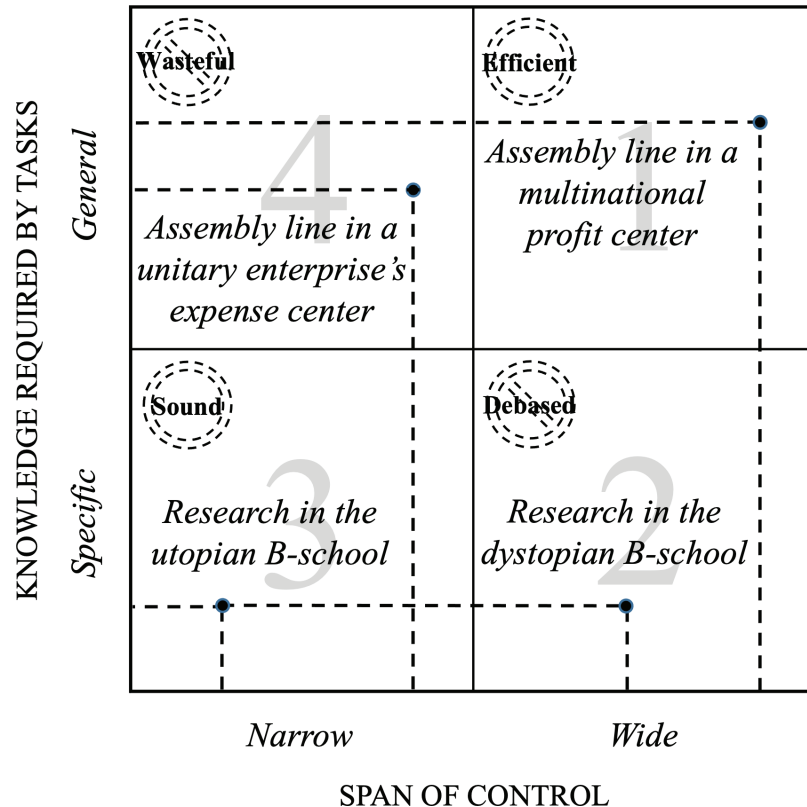 Wasteful
Efficient
4
1
Assembly line in a
multinational
profit center
Assembly line in a
unitary enterprise’s
expense center
General
KNOWLEDGE REQUIRED BY TASKS
Specific
Sound
Debased
3
2
Research in the
utopian B-school
Research in the
dystopian B-school
Narrow
Wide
SPAN OF CONTROL